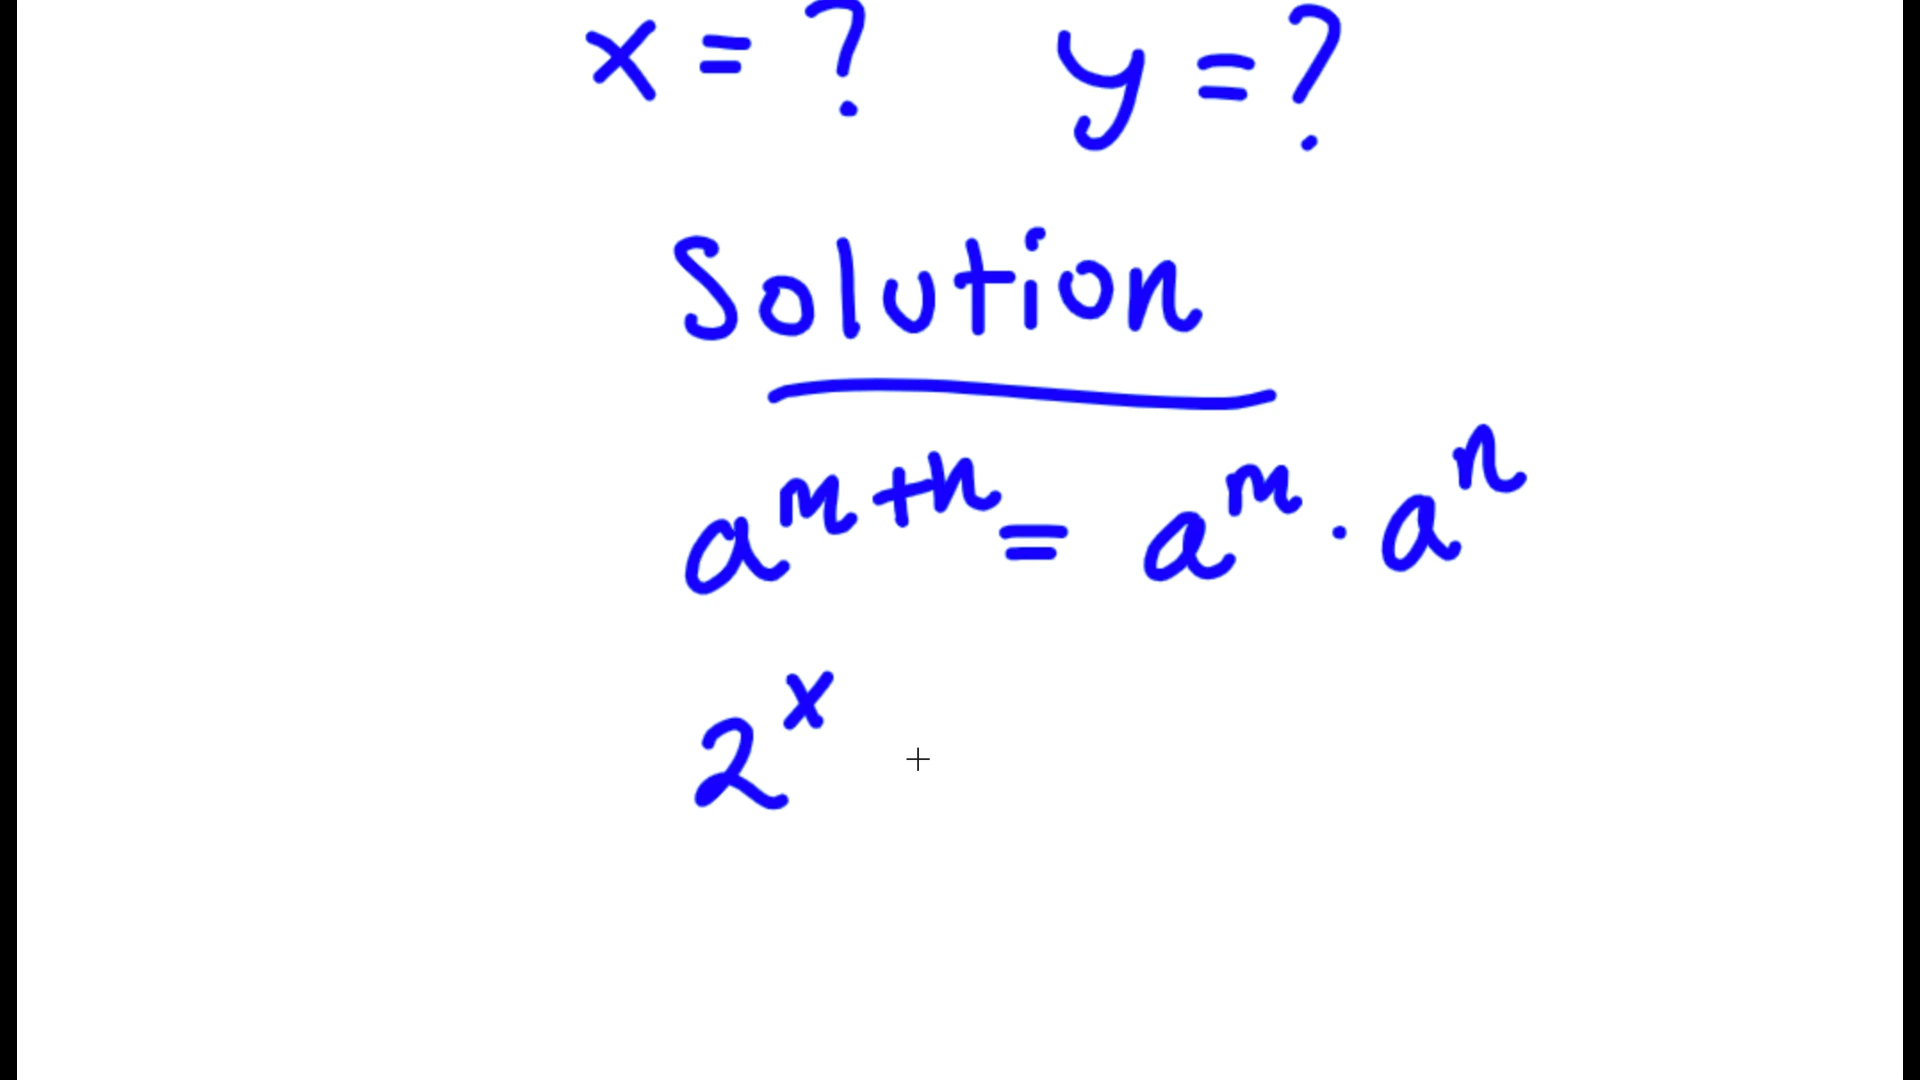 x = ? y = ?
Solution
a^{m+n} = a^m · a^n
2^x